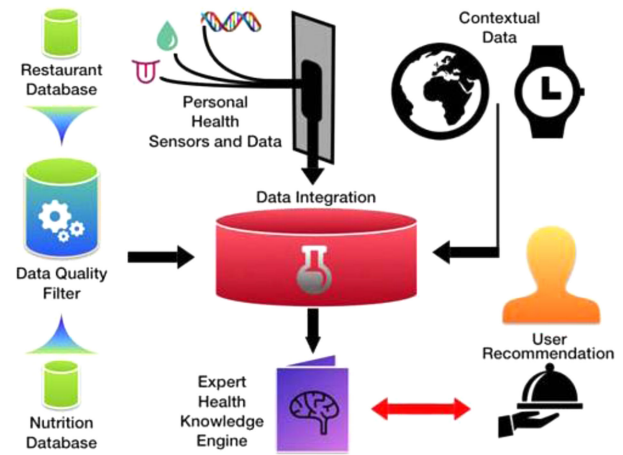 Restaurant
Database
Personal
Health
Sensors and Data
Contextual
Data
Data Integration
Data Quality
Filter
User
Recommendation
Expert
Health
Knowledge
Engine
Nutrition
Database